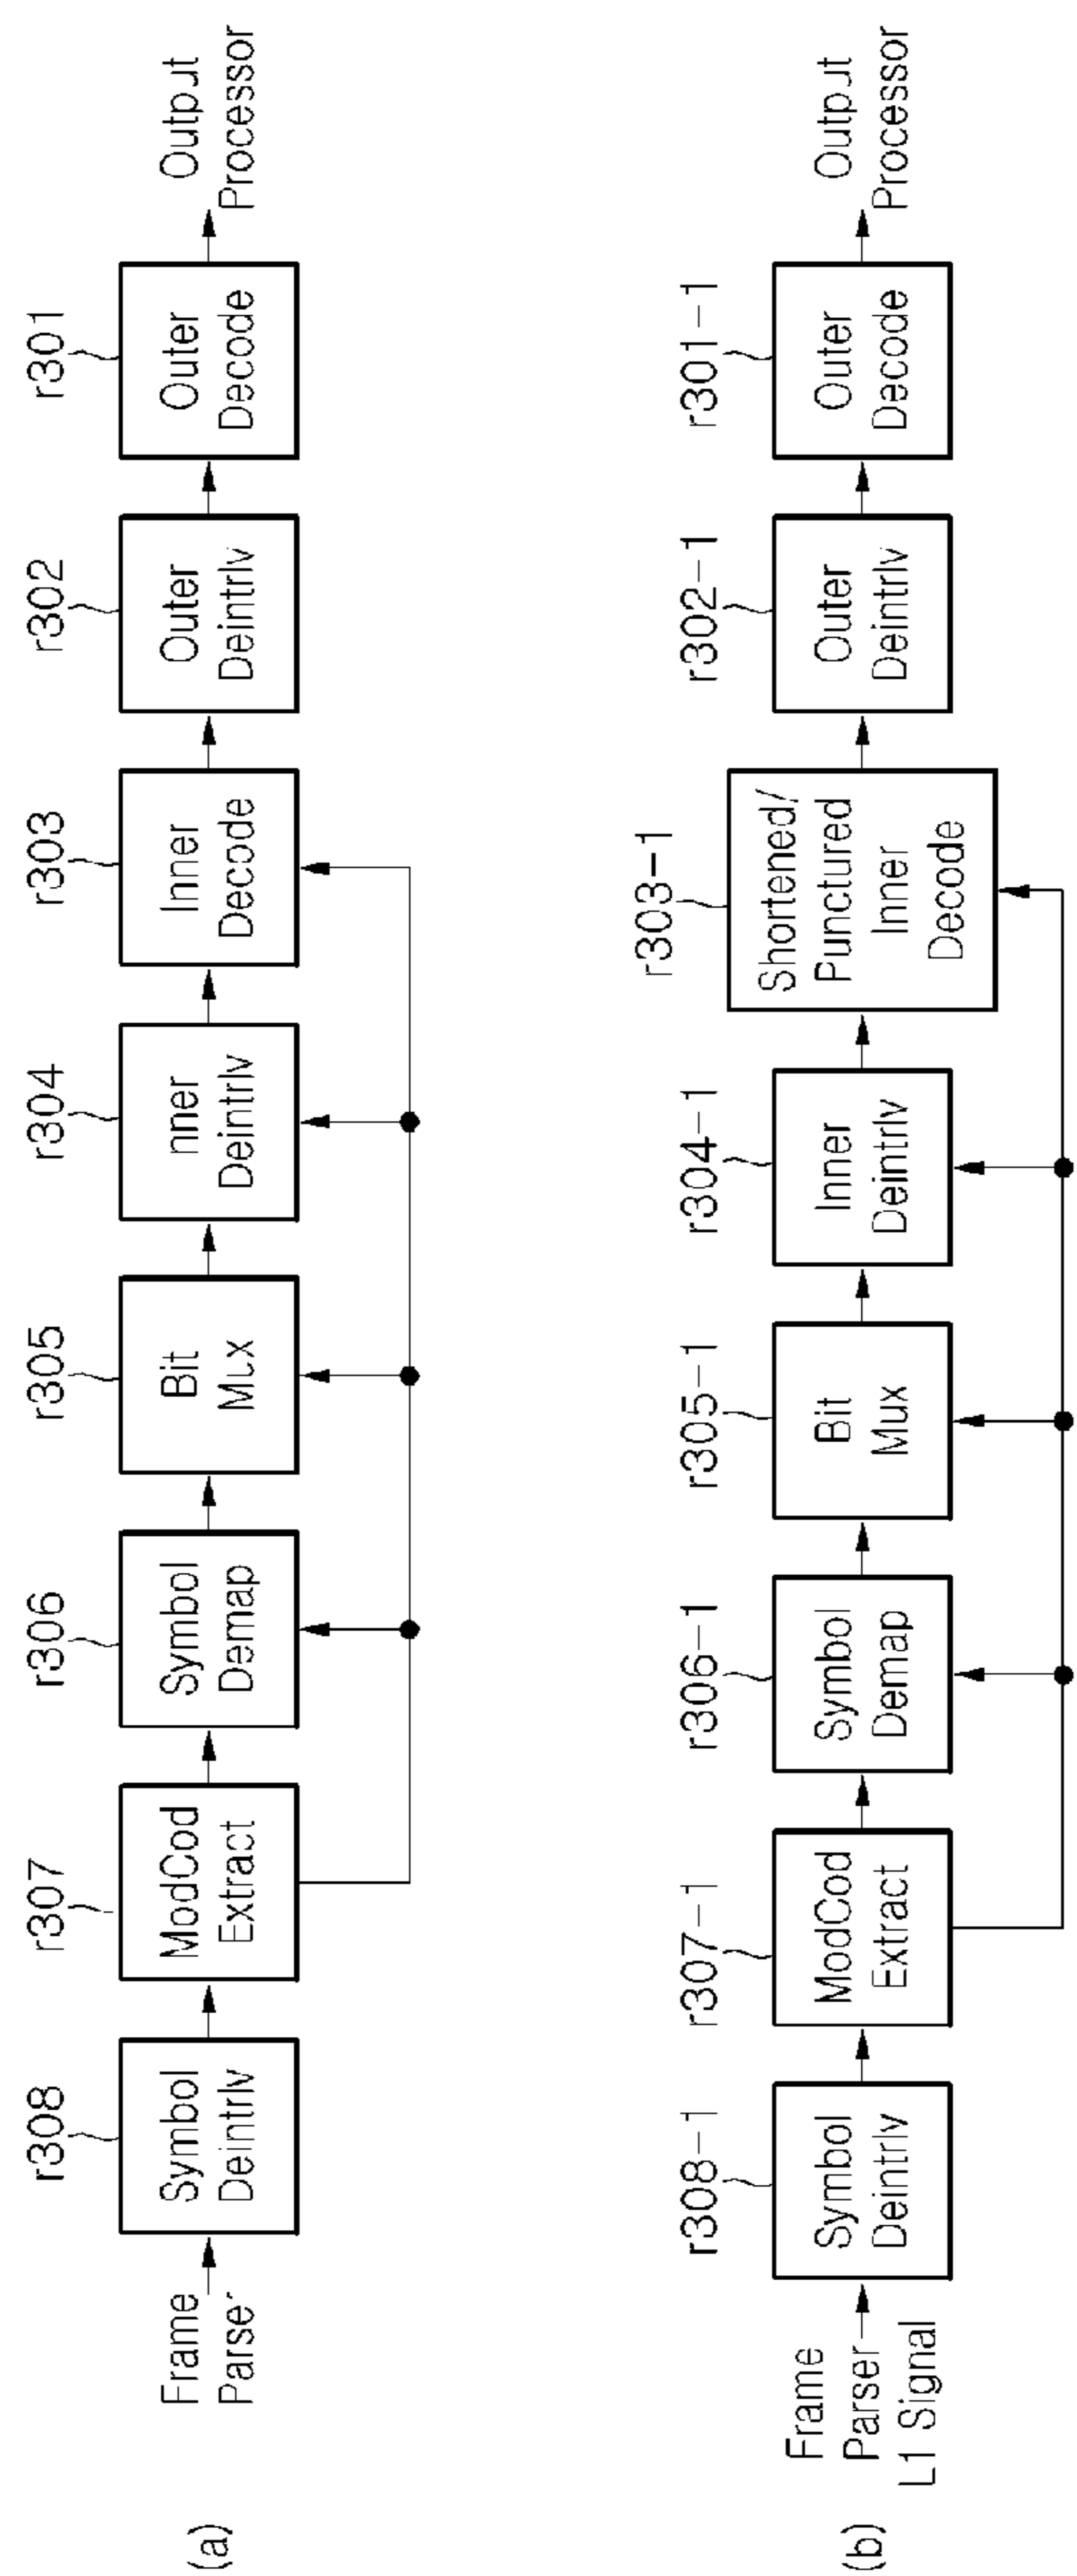 (a)
Frame
Parser
r308
Symbol
Deintrlv
r307
ModCod
Extract
r306
Symbol
Demap
r305
Bit
Mux
r304
nner
Deintrlv
r303
Inner
Decode
r302
Outer
Deintrlv
r301
Outer
Decode
Output
Processor
(b)
Frame
Parser
L1 Signal
r308-1
Symbol
Deintrlv
r307-1
ModCod
Extract
r306-1
Symbol
Demap
r305-1
Bit
Mux
r304-1
Inner
Deintrlv
r303-1
Shortened/
Punctured
Inner
Decode
r302-1
Outer
Deintrlv
r301-1
Outer
Decode
Output
Processor